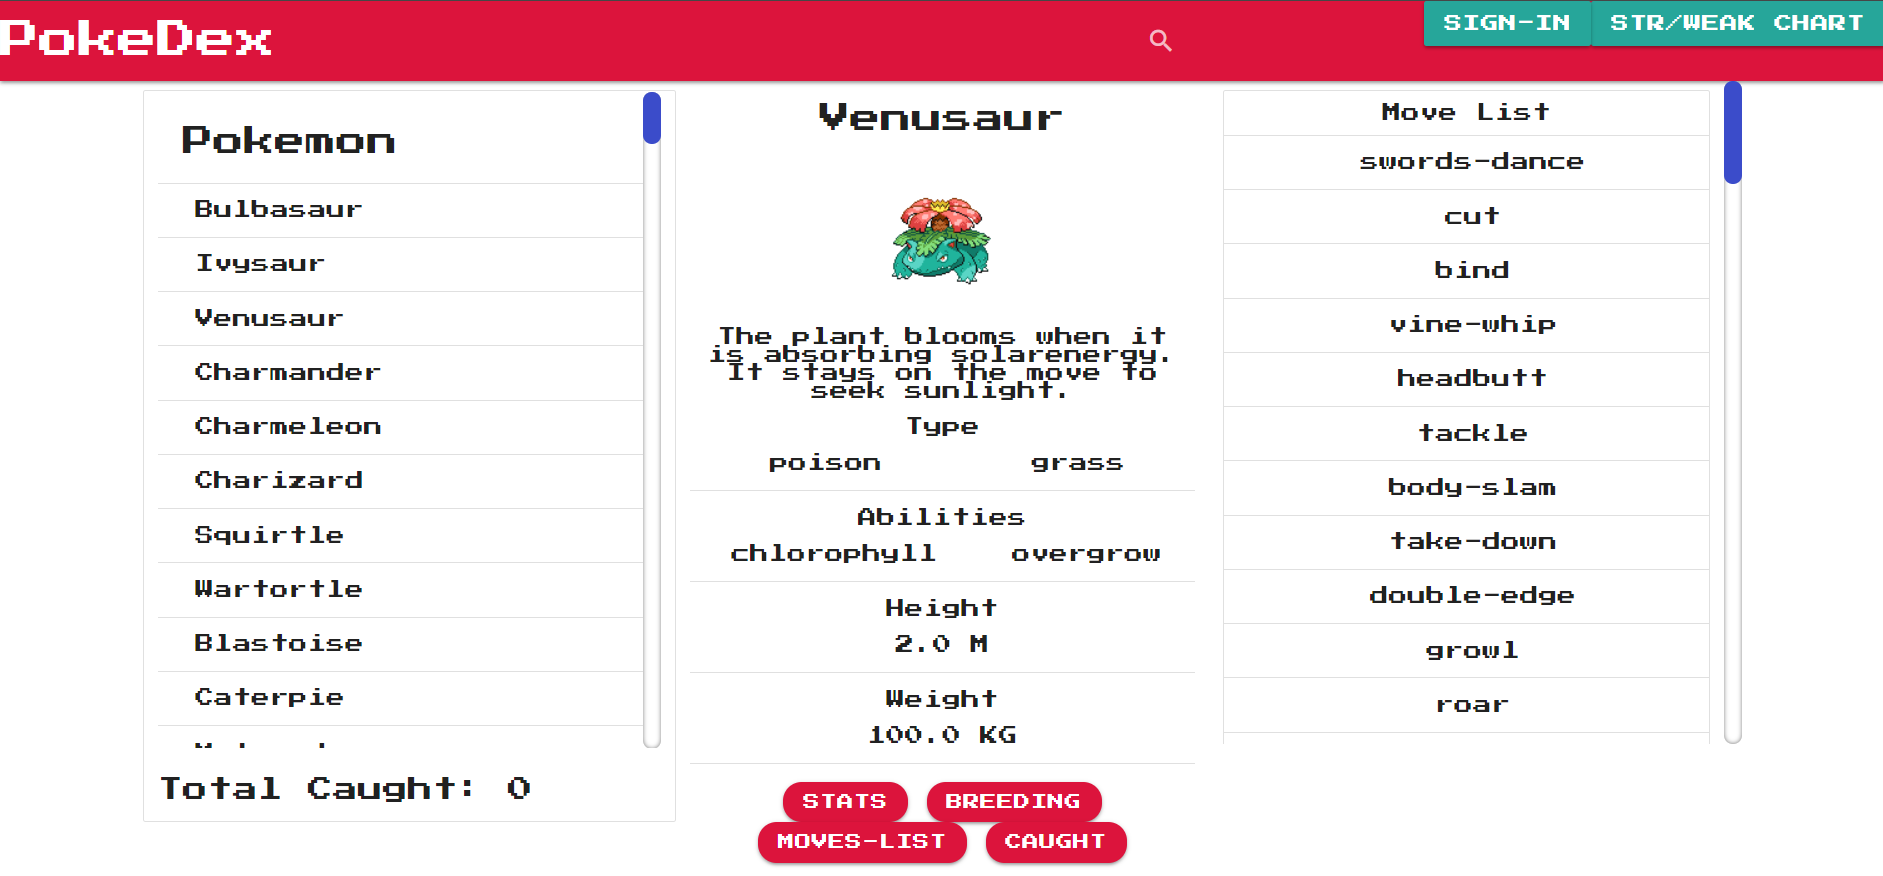 PokeDex
SIGN-IN
STR/WEAK CHART
Pokemon
Bulbasaur
Ivysaur
Venusaur
Charmander
Charmeleon
Charizard
Squirtle
Wartortle
Blastoise
Caterpie
Total Caught: 0
Venusaur
The plant blooms when it
is absorbing solarenergy.
It stays on the move to
seek sunlight.
Type
poison grass
Abilities
chlorophyll overgrow
Height
2.0 M
Weight
100.0 KG
STATS BREEDING
MOVES-LIST CAUGHT
Move List
swords-dance
cut
bind
vine-whip
headbutt
tackle
body-slam
take-down
double-edge
growl
roar